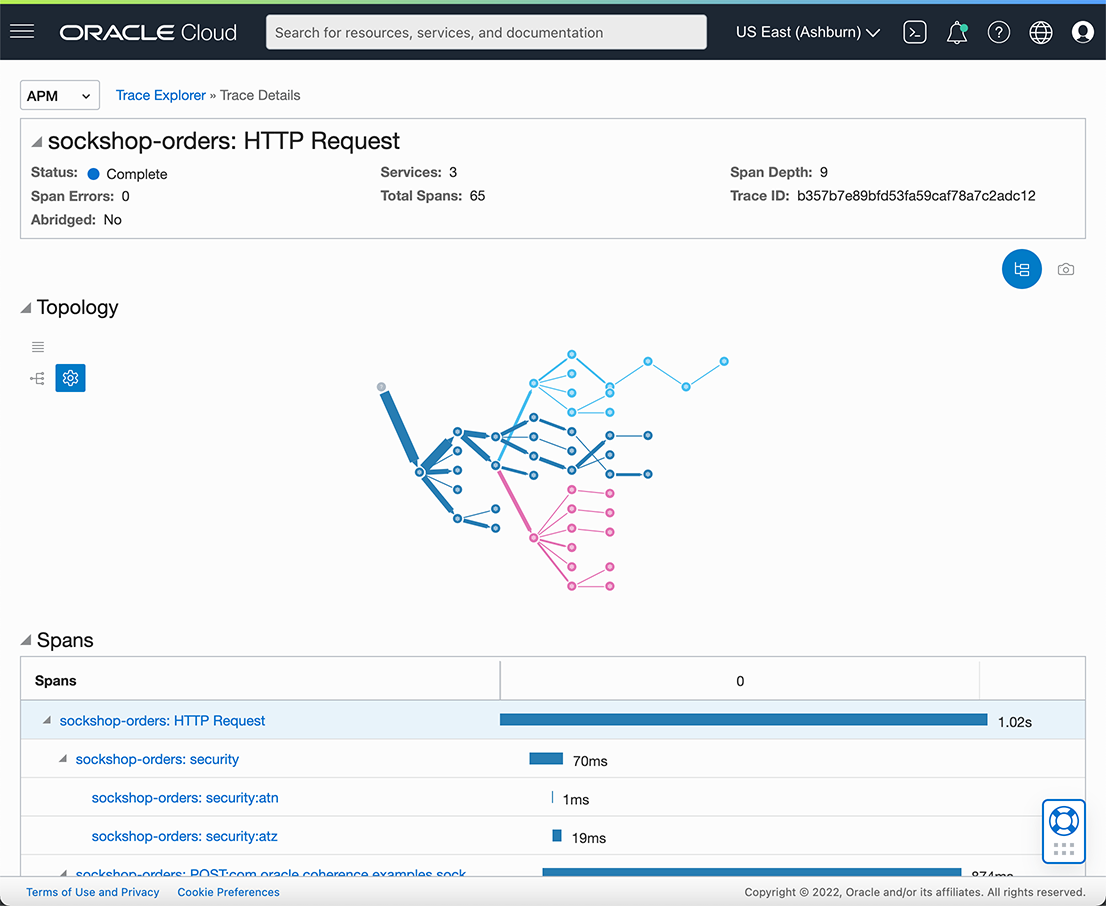 ORACLE Cloud
Search for resources, services, and documentation
US East (Ashburn)
APM
Trace Explorer » Trace Details
sockshop-orders: HTTP Request
Status: Complete
Services: 3
Span Depth: 9
Span Errors: 0
Total Spans: 65
Trace ID: b357b7e89bfd53fa59caf78a7c2adc12
Abridged: No
Topology
Spans
Spans
0
sockshop-orders: HTTP Request
1.02s
sockshop-orders: security
70ms
sockshop-orders: security:atn
1ms
sockshop-orders: security:atz
19ms
sockshop-orders: POST:com.oracle.coherence.examples.sock
874ms
Terms of Use and Privacy
Cookie Preferences
Copyright © 2022, Oracle and/or its affiliates. All rights reserved.